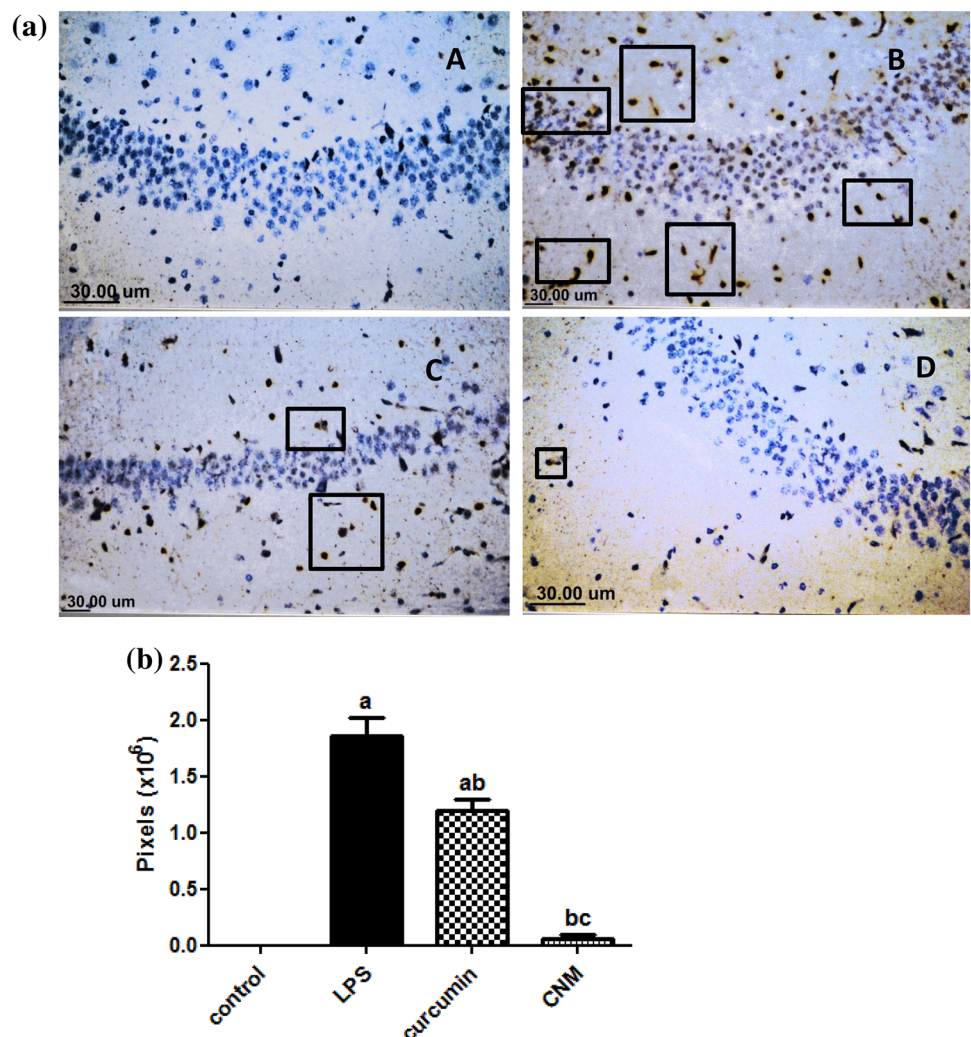 (a)
A
30.00 um
B
30.00 um
C
30.00 um
D
30.00 um
(b)
Pixels (x10⁶)
2.5
2.0
1.5
1.0
0.5
0.0
a
ab
bc
control
LPS
curcumin
CNM